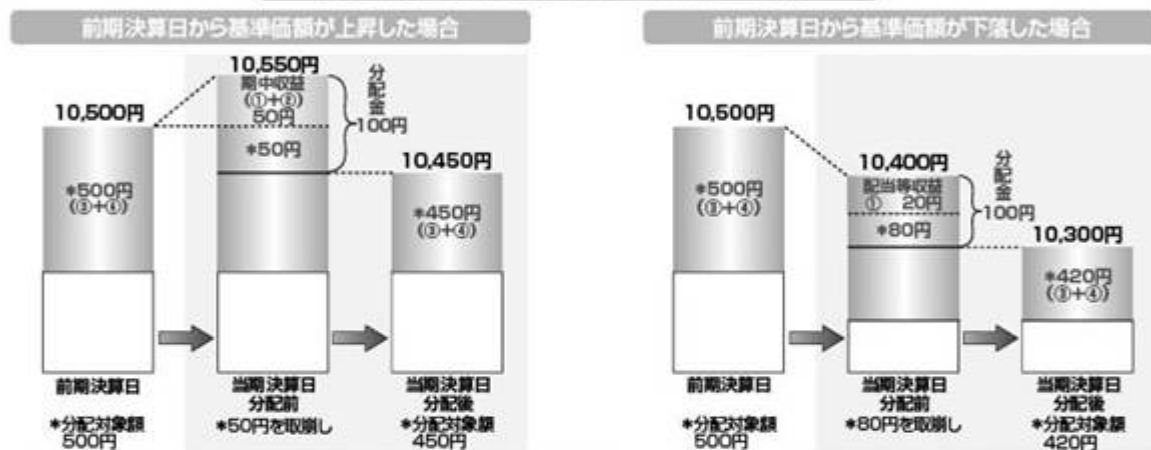 前期決算日から基準価額が上昇した場合
10,550円
期中収益
(①+②)
50円
*50円
分配金
100円
10,500円
*500円
(③+④)
10,450円
*450円
(③+④)
前期決算日
*分配対象額
500円
当期決算日
分配前
*50円を取崩し
当期決算日
分配後
*分配対象額
450円
前期決算日から基準価額が下落した場合
10,500円
*500円
(③+④)
10,400円
配当等収益
① 20円
*80円
分配金
100円
10,300円
*420円
(③+④)
前期決算日
*分配対象額
500円
当期決算日
分配前
*80円を取崩し
当期決算日
分配後
*分配対象額
420円